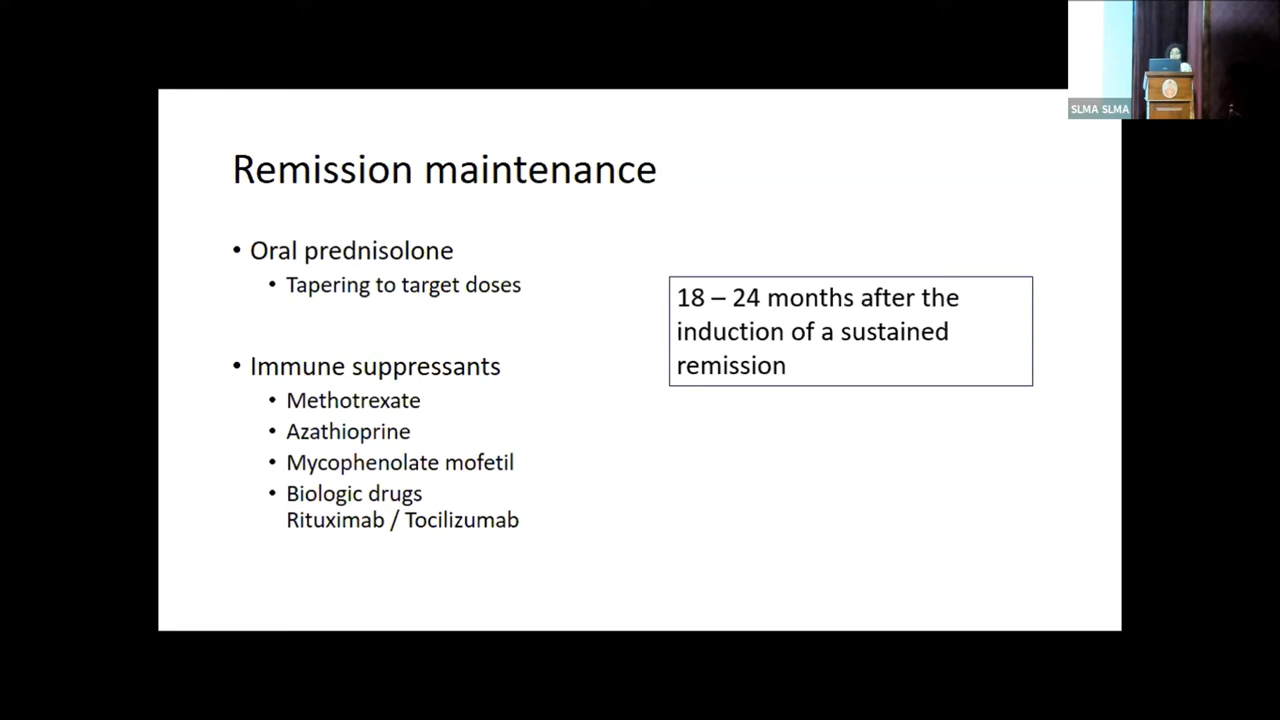 SLMA SLMA
Remission maintenance
• Oral prednisolone
• Tapering to target doses
• Immune suppressants
• Methotrexate
• Azathioprine
• Mycophenolate mofetil
• Biologic drugs
Rituximab / Tocilizumab
18 – 24 months after the
induction of a sustained
remission